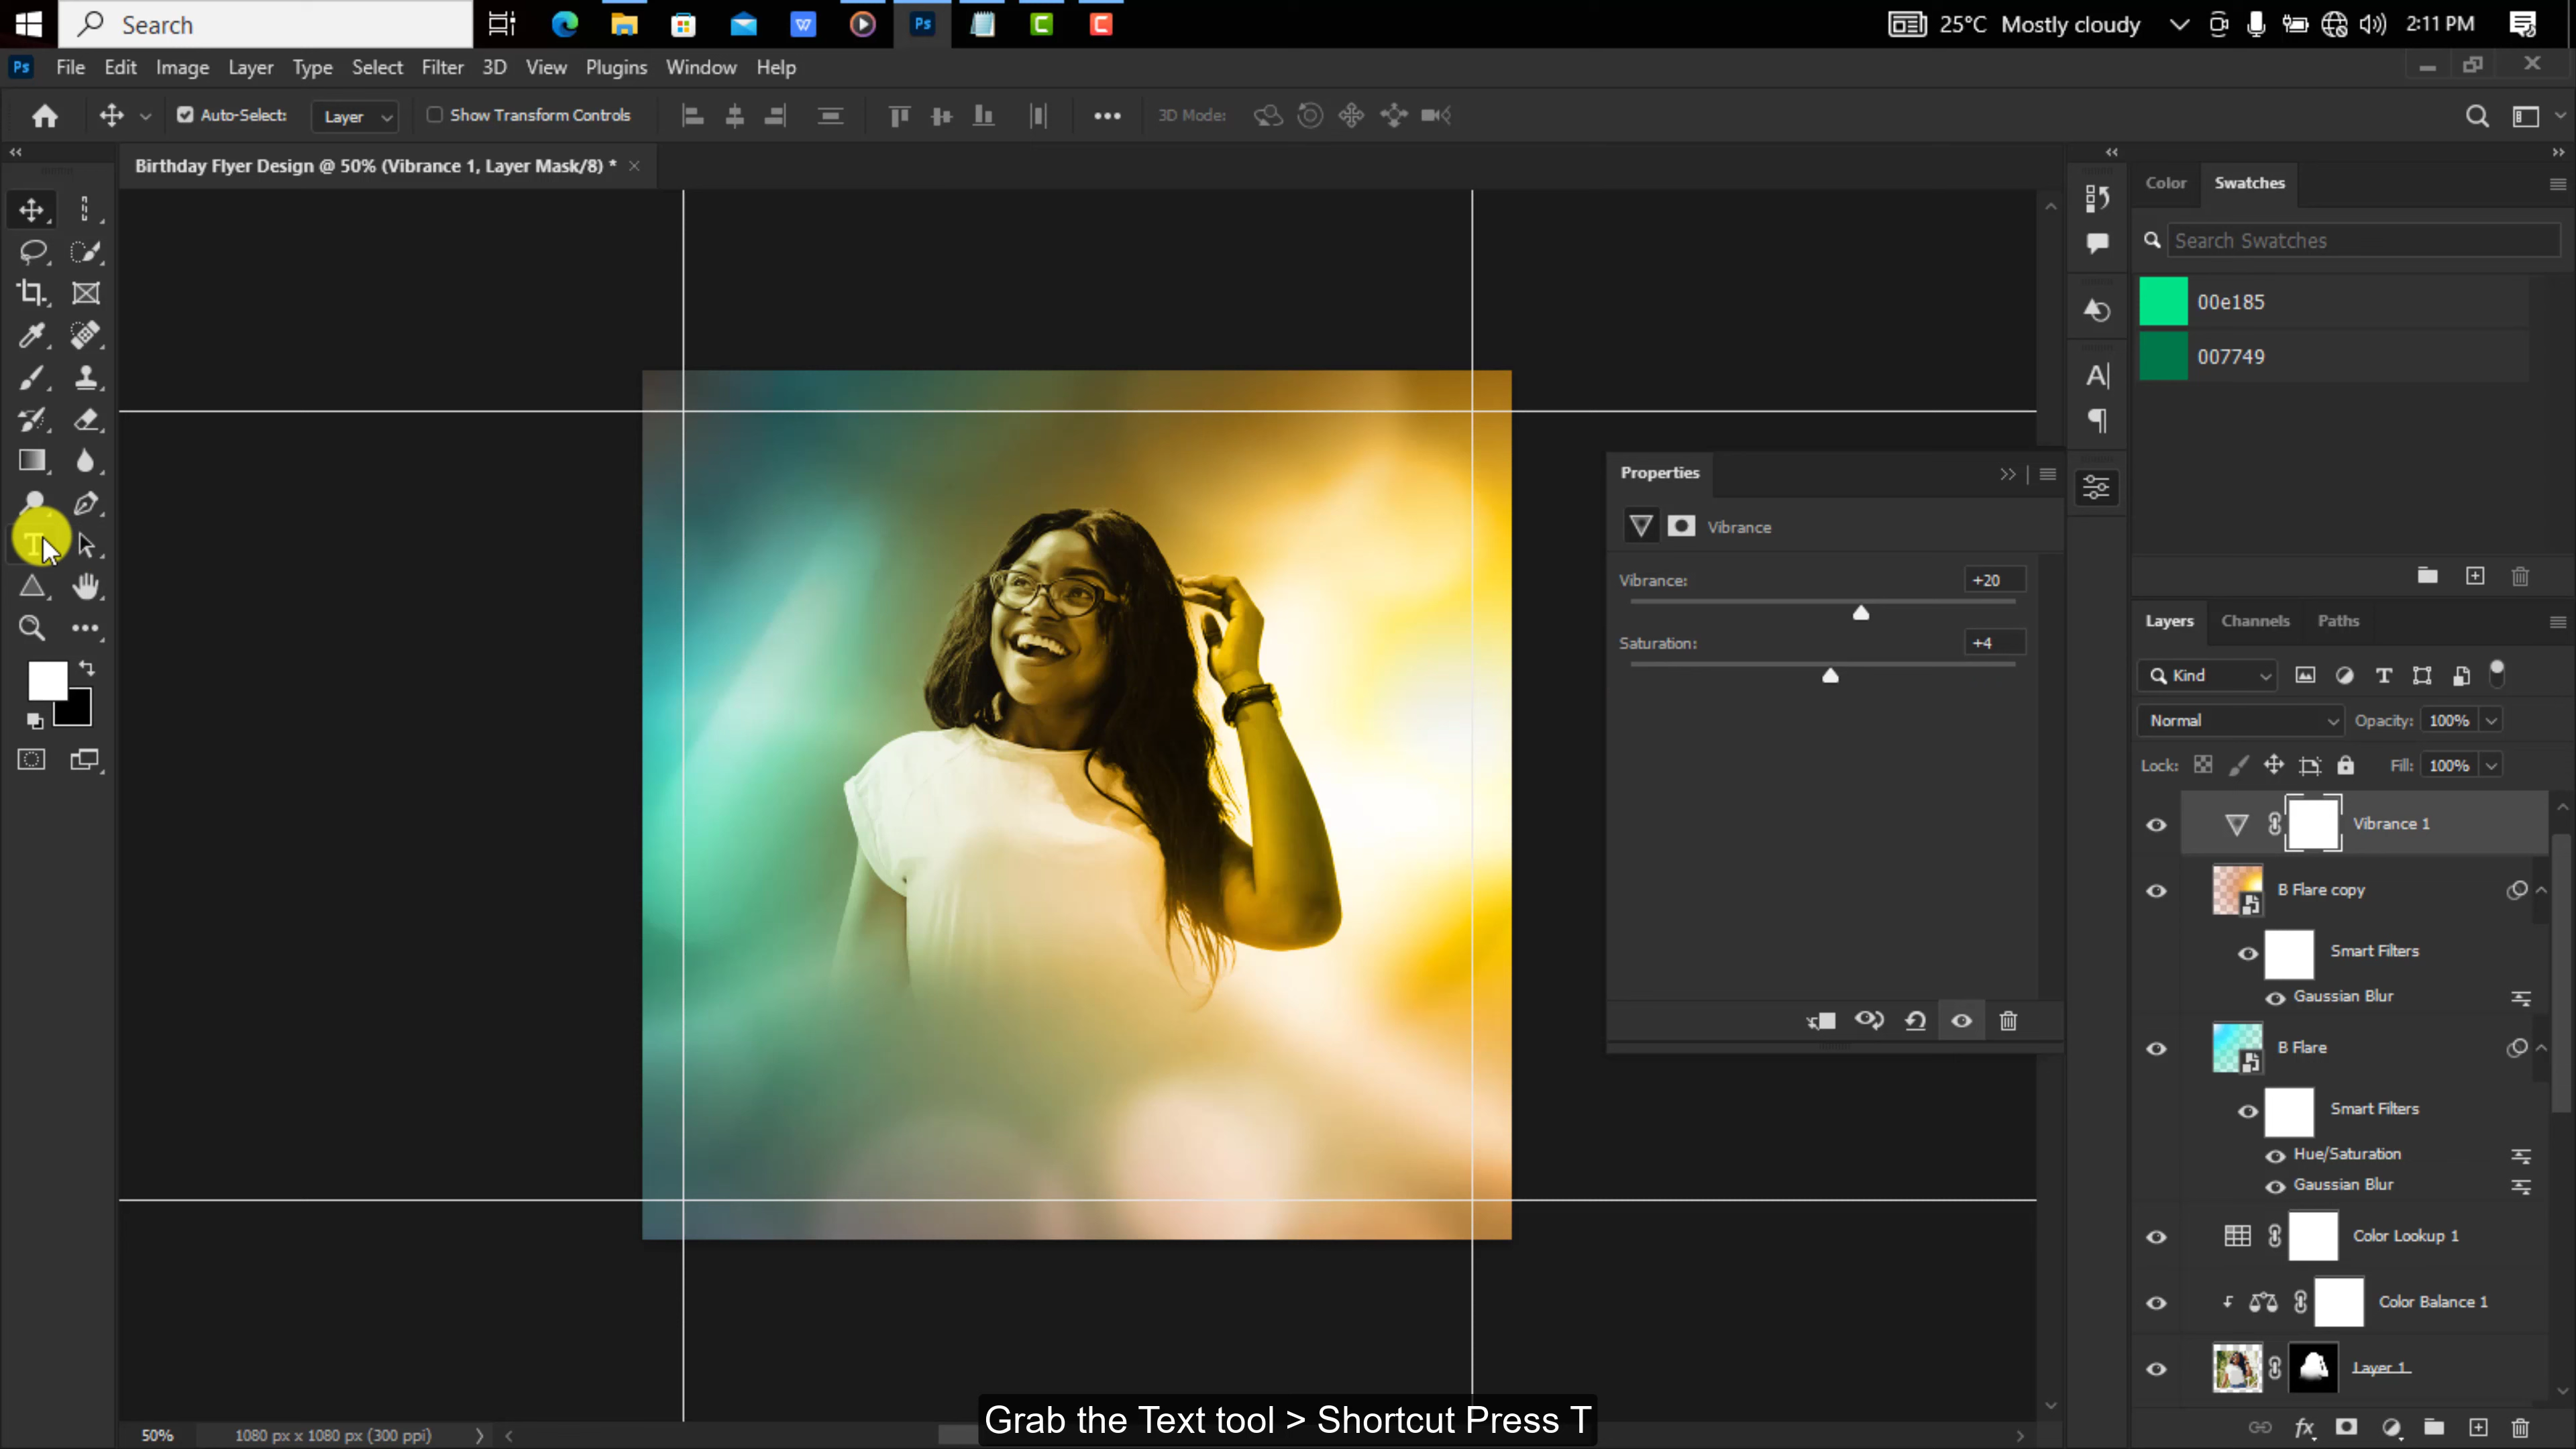 Search
25°C Mostly cloudy
2:11 PM
Ps File Edit Image Layer Type Select Filter 3D View Plugins Window Help
Auto-Select: Layer Show Transform Controls 3D Mode:
Birthday Flyer Design @ 50% (Vibrance 1, Layer Mask/8) *
Color Swatches
Search Swatches
00e185
007749
Properties
Vibrance
Vibrance: +20
Saturation: +4
Layers Channels Paths
Kind
Normal Opacity: 100%
Lock: Fill: 100%
Vibrance 1
B Flare copy
Smart Filters
Gaussian Blur
B Flare
Smart Filters
Hue/Saturation
Gaussian Blur
Color Lookup 1
Color Balance 1
Layer 1
50% 1080 px x 1080 px (300 ppi)
Grab the Text tool > Shortcut Press T